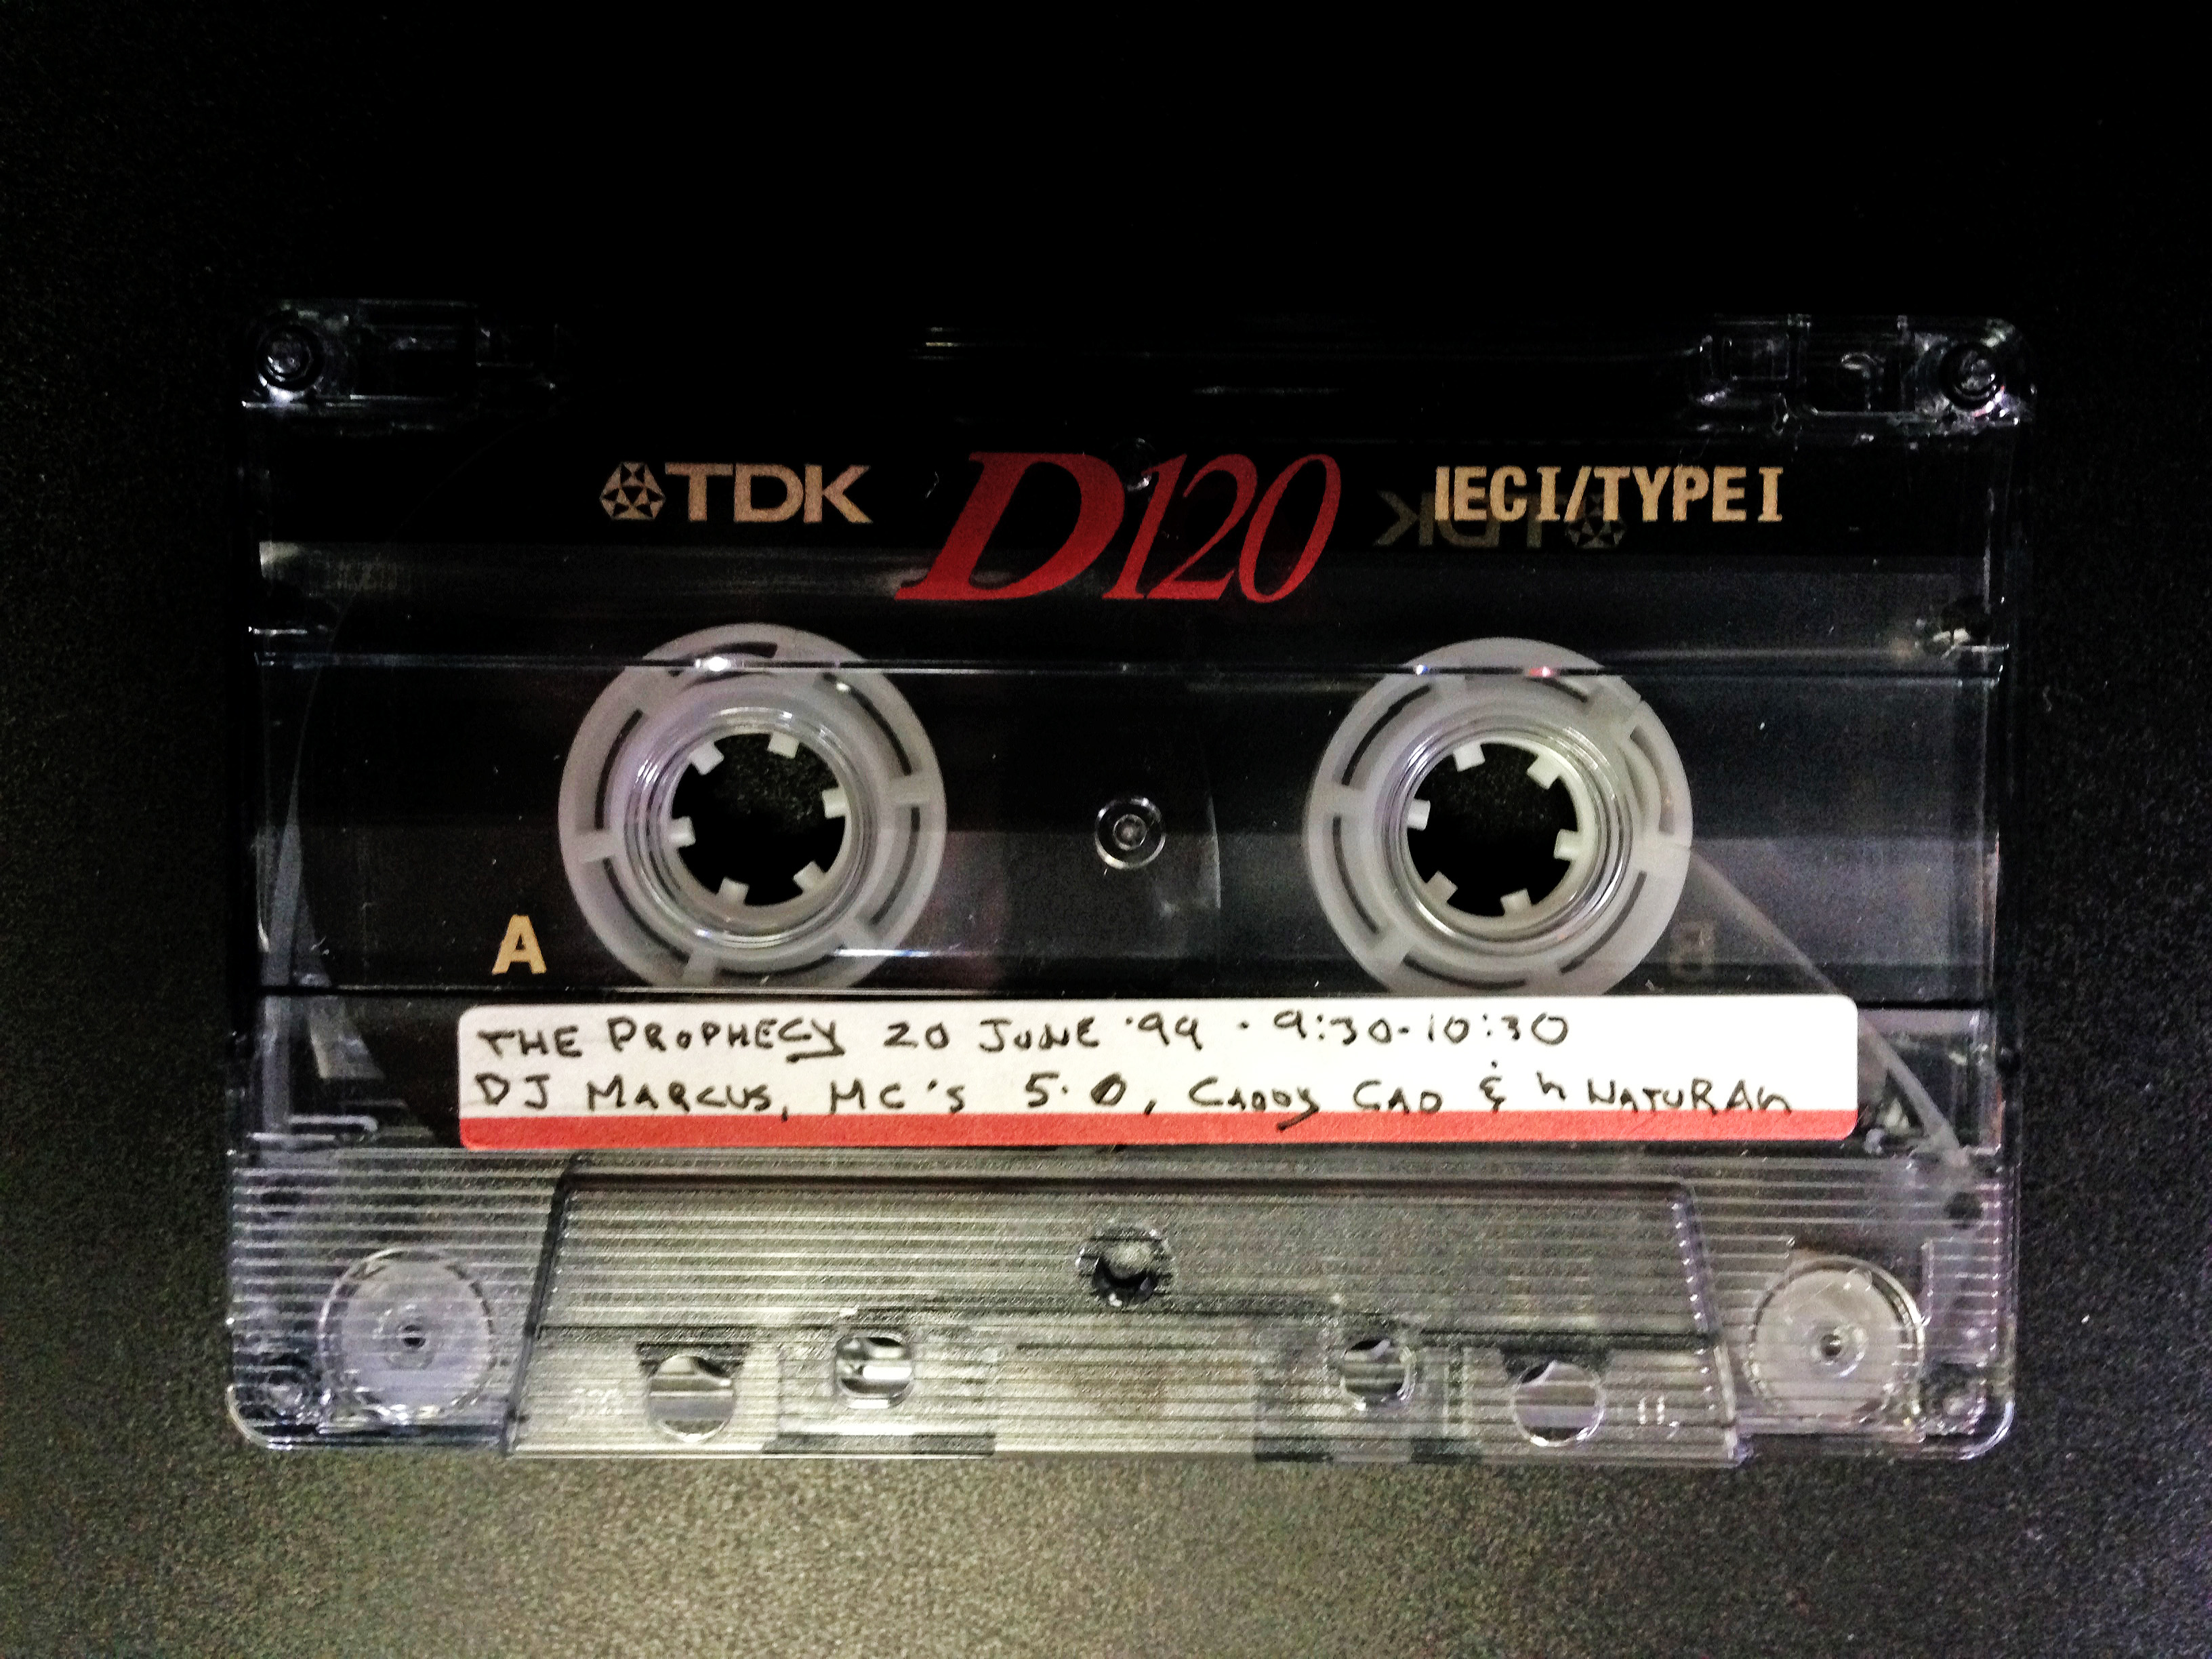 TDK D120 IEC I/TYPE I
A
THE PROPHECY 20 JUNE '99 · 9:30-10:30
DJ MARCUS, MC'S 5.0, CADDY CAD & NATURAL